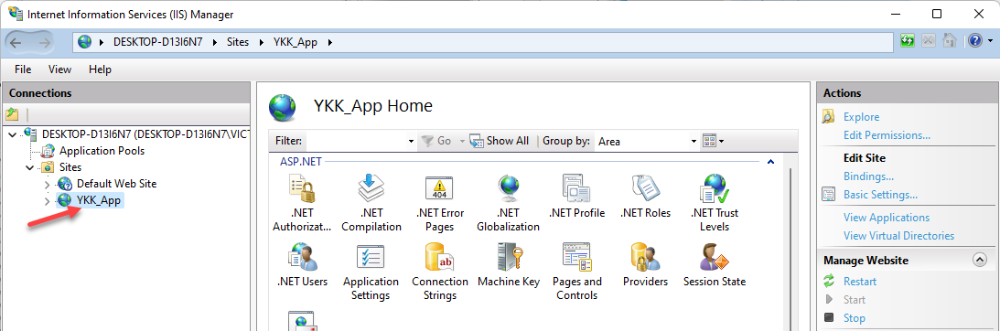 Internet Information Services (IIS) Manager
DESKTOP-D13I6N7 Sites YKK_App
File View Help
Connections
DESKTOP-D13I6N7 (DESKTOP-D13I6N7\VICT
Application Pools
Sites
Default Web Site
YKK_App
YKK_App Home
Filter: Go Show All Group by: Area
ASP.NET
.NET Authorizat...
.NET Compilation
404
.NET Error Pages
.NET Globalization
.NET Profile
.NET Roles
.NET Trust Levels
.NET Users
Application Settings
ab
Connection Strings
Machine Key
Pages and Controls
Providers
Session State
Actions
Explore
Edit Permissions...
Edit Site
Bindings...
Basic Settings...
View Applications
View Virtual Directories
Manage Website
Restart
Start
Stop